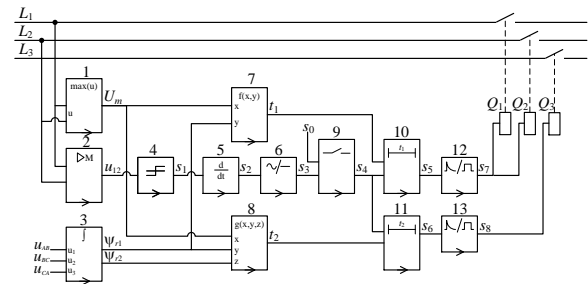 L1
L2
L3
1
max(u)
u
Um
2
▷M
u12
3
∫
uAB
uBC
uCA
u1
u2
u3
ψr1
ψr2
4
s1
5
d/dt
s2
6
s3
7
f(x,y)
x
y
t1
8
g(x,y,z)
x
y
z
t2
s0
9
s4
10
t1
s5
11
t2
s6
12
s7
13
s8
Q1
Q2
Q3